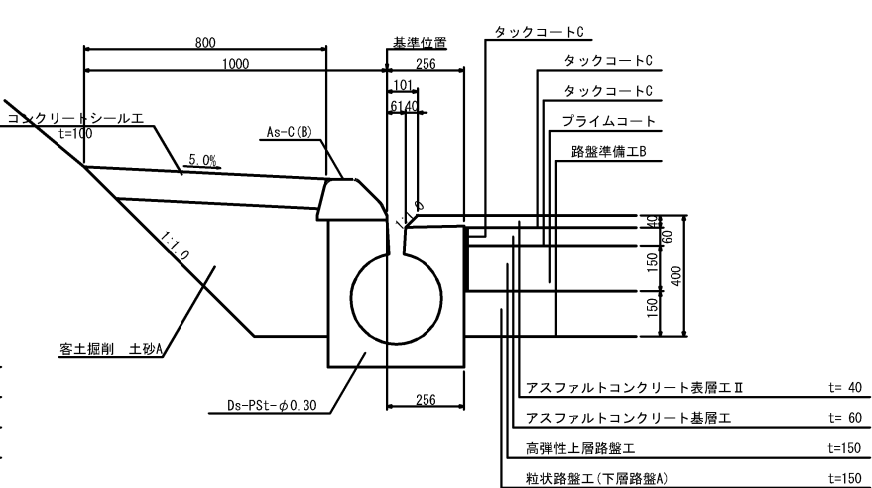 タックコートC
800
基準位置
タックコートC
1000
256
101
タックコートC
61
40
コンクリートシール工
t=100
As-C(B)
プライムコート
5.0%
路盤準備工B
1:1.0
40
60
1:1.0
150
400
150
客土掘削 土砂A
アスファルトコンクリート表層工Ⅱ t= 40
256
Ds-PSt-φ0.30
アスファルトコンクリート基層工 t= 60
高弾性上層路盤工 t=150
粒状路盤工(下層路盤A) t=150